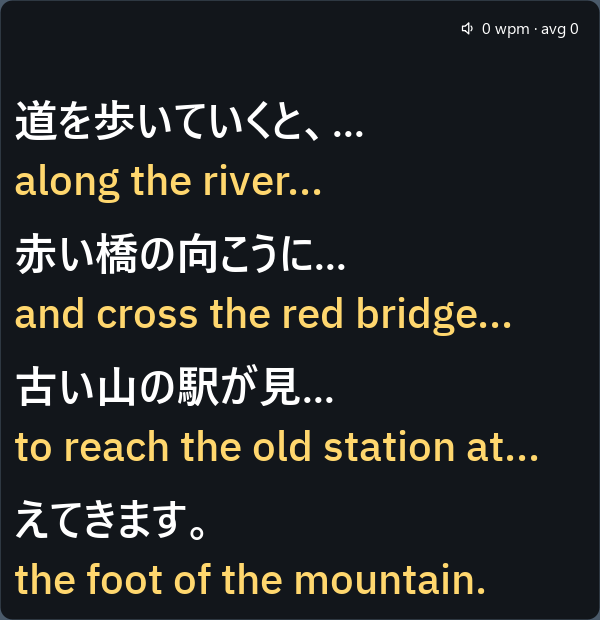 0 wpm · avg 0
道を歩いていくと、...
along the river...
赤い橋の向こうに...
and cross the red bridge...
古い山の駅が見...
to reach the old station at...
えてきます。
the foot of the mountain.